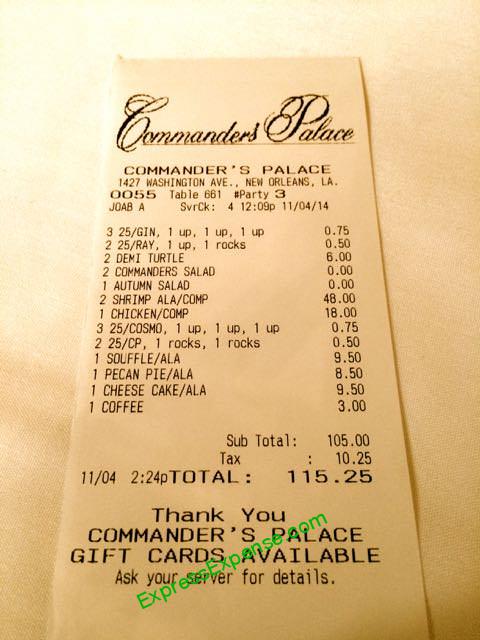 Commander's Palace
COMMANDER'S PALACE
1427 WASHINGTON AVE., NEW ORLEANS, LA.
0055 Table 661 #Party 3
JOAB A SvrCk: 4 12:09p 11/04/14
3 25/GIN, 1 up, 1 up, 1 up 0.75
2 25/RAY, 1 up, 1 rocks 0.50
2 DEMI TURTLE 6.00
2 COMMANDERS SALAD 0.00
1 AUTUMN SALAD 0.00
2 SHRIMP ALA/COMP 48.00
1 CHICKEN/COMP 18.00
3 25/COSMO, 1 up, 1 up, 1 up 0.75
2 25/CP, 1 rocks, 1 rocks 0.50
1 SOUFFLE/ALA 9.50
1 PECAN PIE/ALA 8.50
1 CHEESE CAKE/ALA 9.50
1 COFFEE 3.00
Sub Total: 105.00
Tax : 10.25
11/04 2:24pTOTAL: 115.25
Thank You
COMMANDER'S PALACE
GIFT CARDS AVAILABLE
Ask your server for details.
ExpressExpense.com